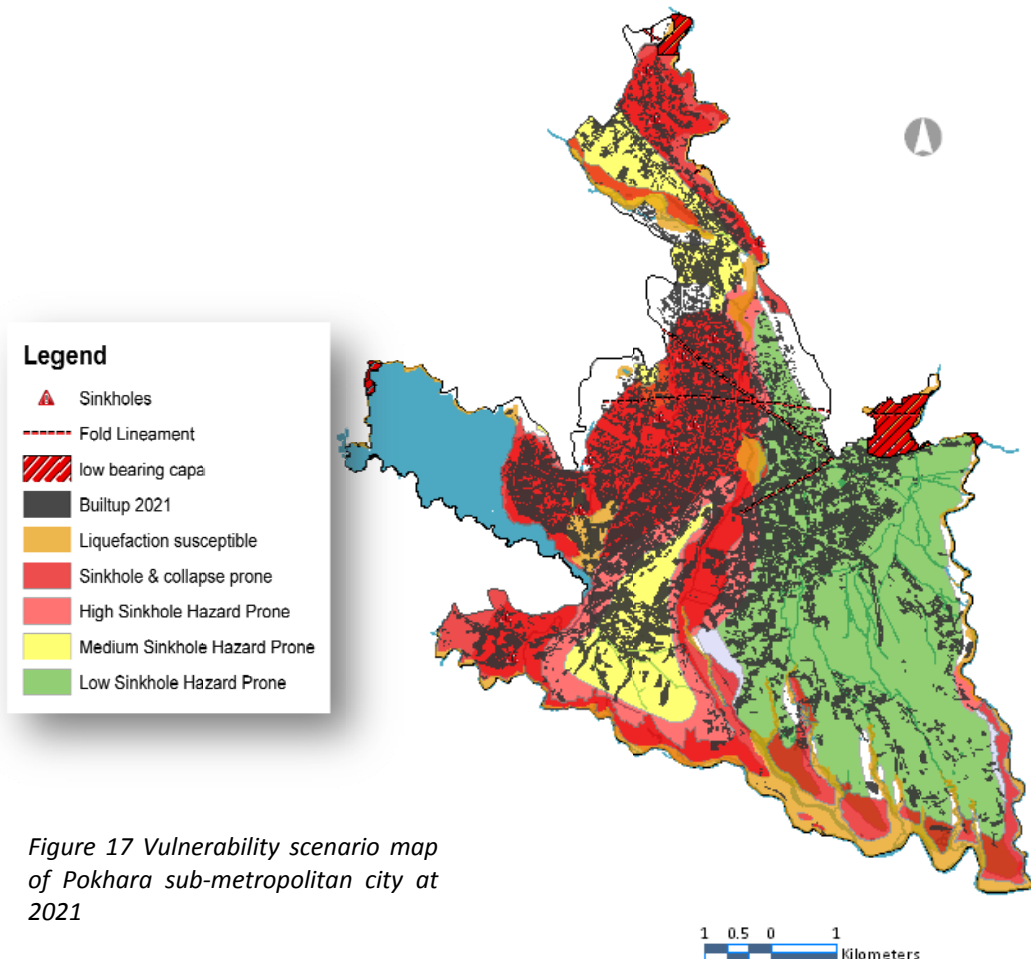 Legend
Sinkholes
Fold Lineament
low bearing capa
Builtup 2021
Liquefaction susceptible
Sinkhole & collapse prone
High Sinkhole Hazard Prone
Medium Sinkhole Hazard Prone
Low Sinkhole Hazard Prone
Figure 17 Vulnerability scenario map
of Pokhara sub-metropolitan city at
2021
1 0.5 0 1
Kilometers